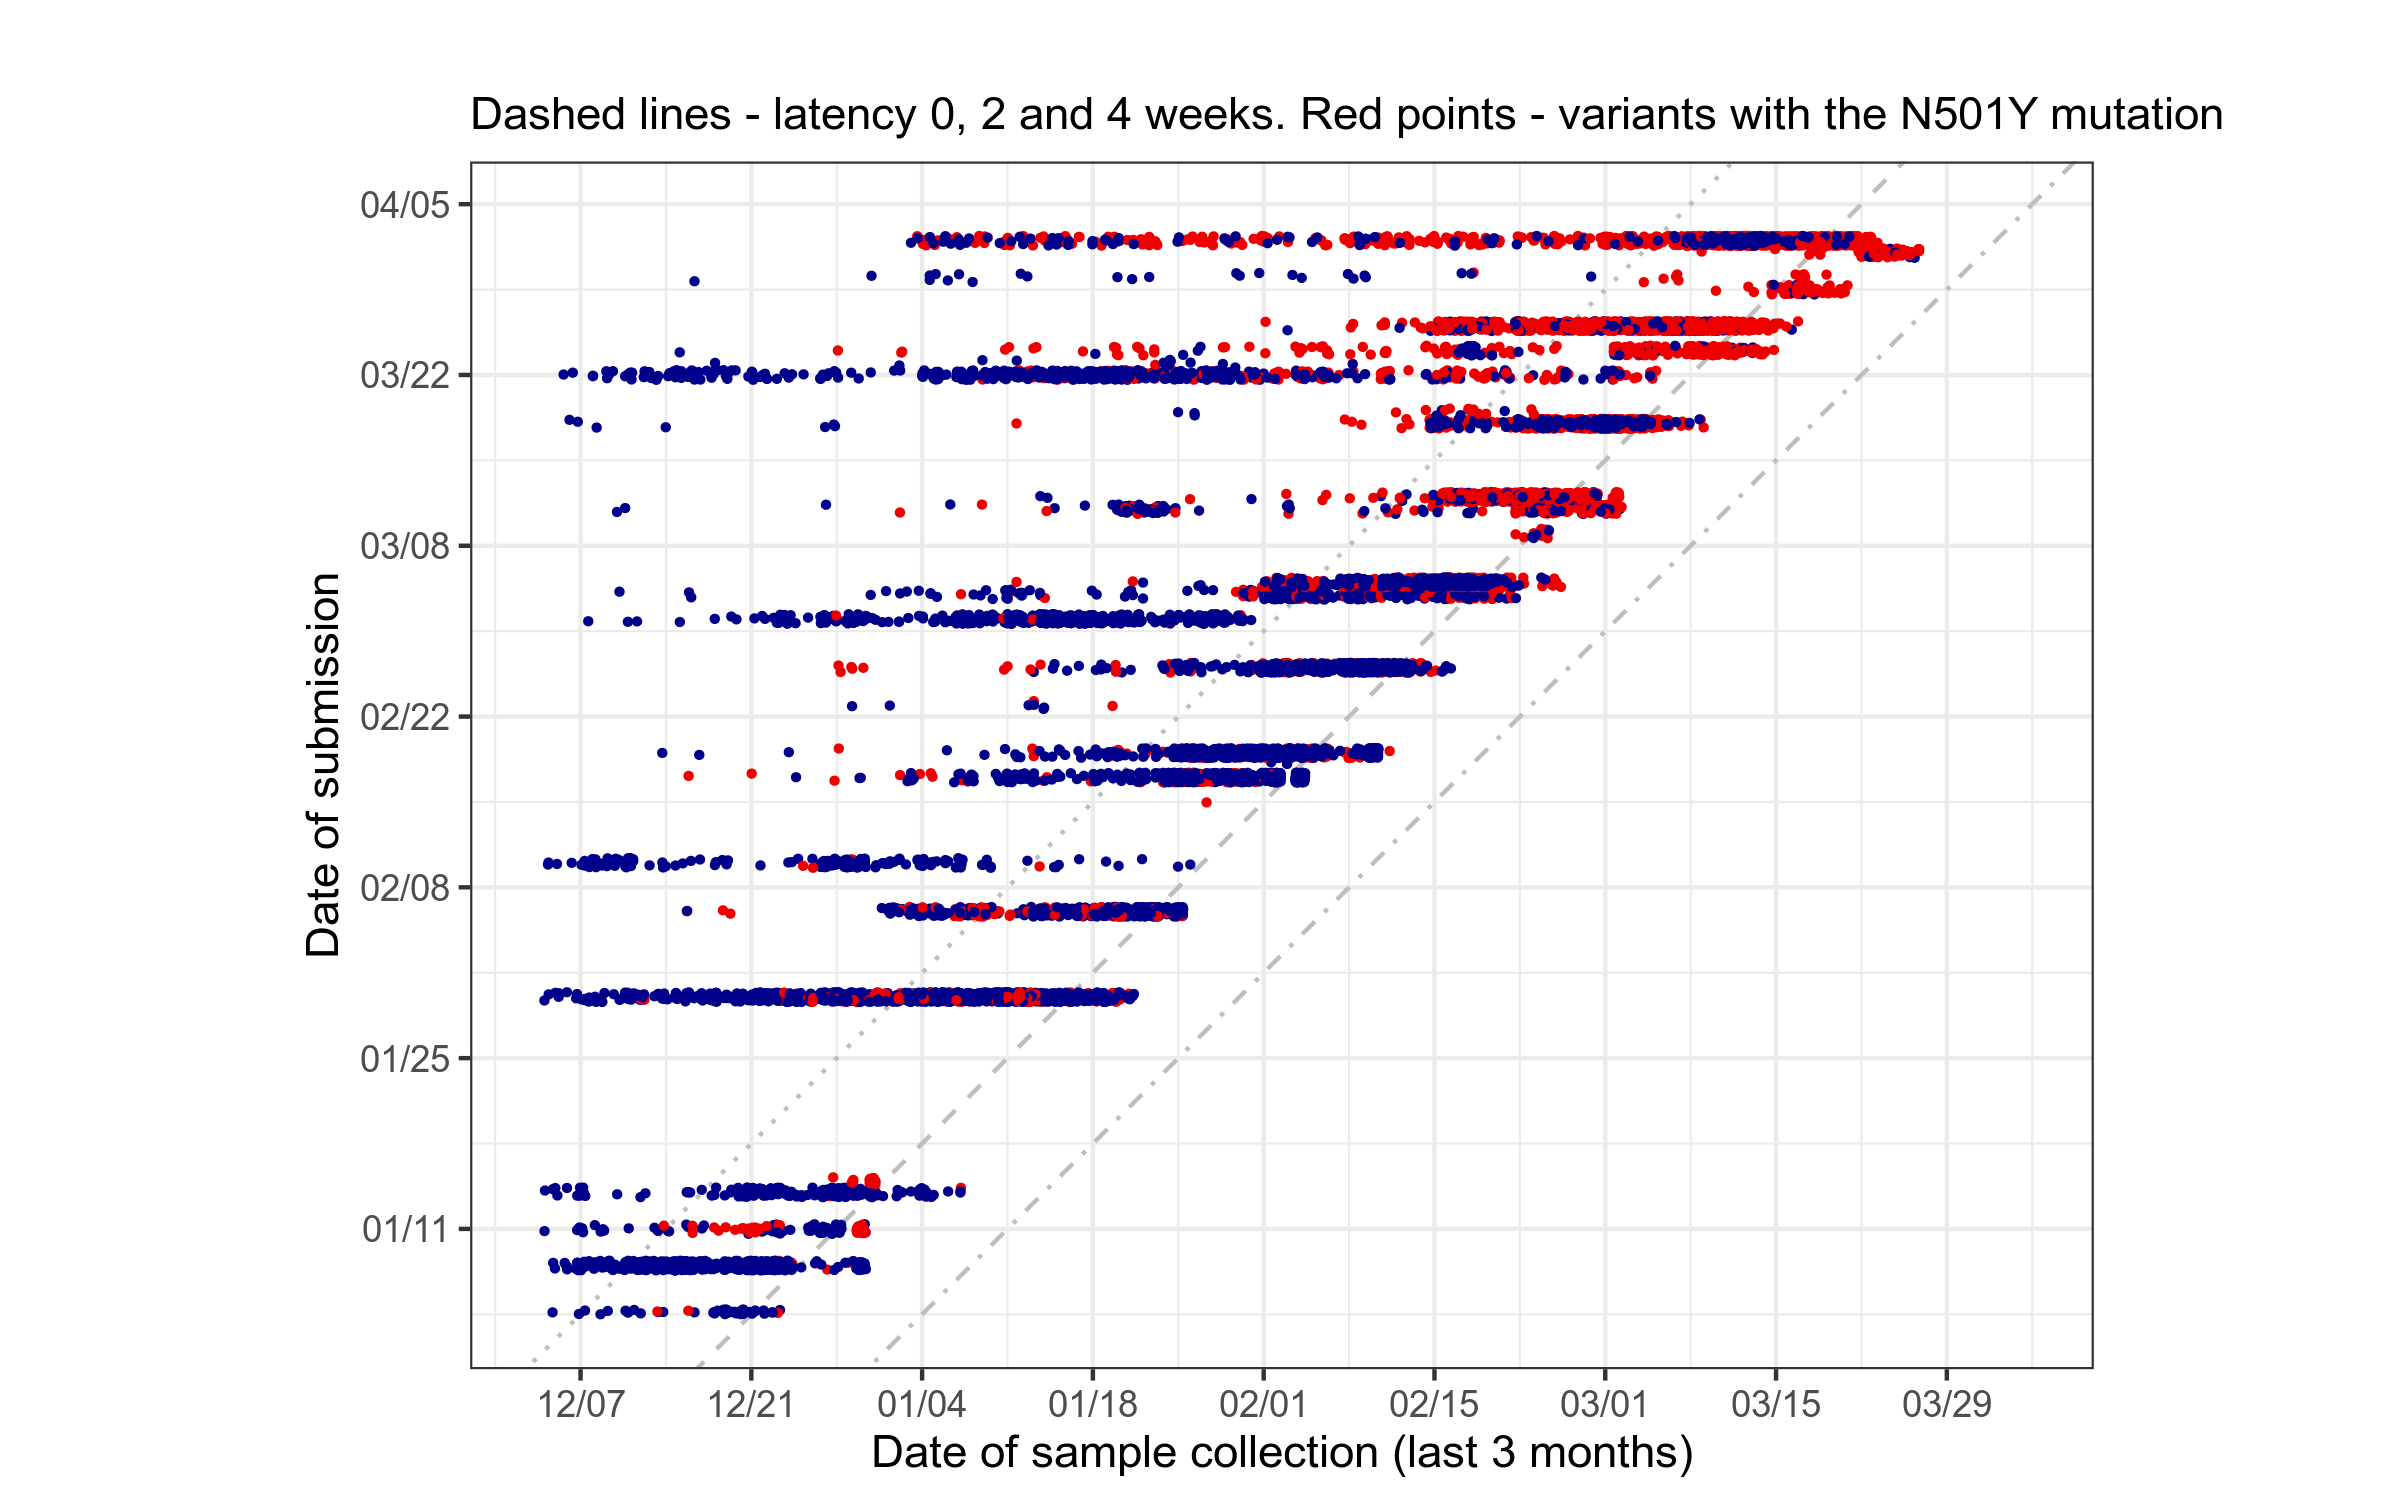 Dashed lines - latency 0, 2 and 4 weeks. Red points - variants with the N501Y mutation
Date of submission
04/05
03/22
03/08
02/22
02/08
01/25
01/11
12/07 12/21 01/04 01/18 02/01 02/15 03/01 03/15 03/29
Date of sample collection (last 3 months)